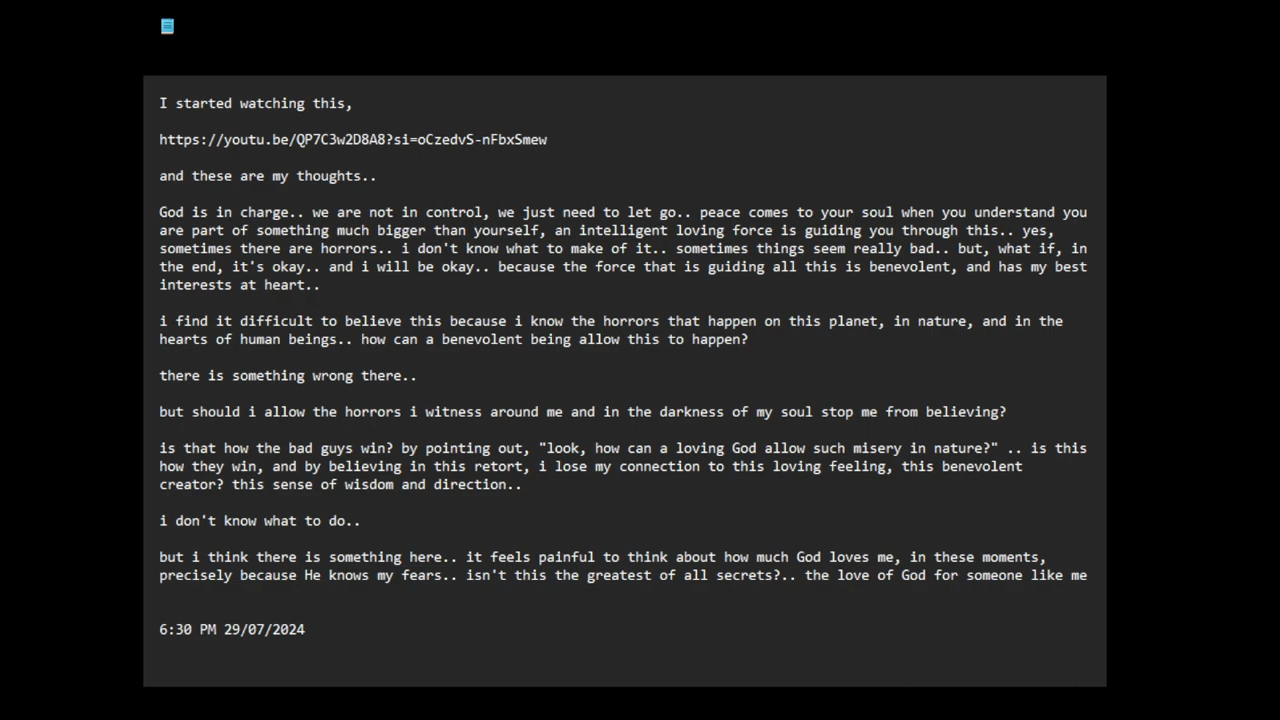 I started watching this,
https://youtu.be/QP7C3w2D8A8?si=oCzedvS-nFbxSmew
and these are my thoughts..
God is in charge.. we are not in control, we just need to let go.. peace comes to your soul when you understand you
are part of something much bigger than yourself, an intelligent loving force is guiding you through this.. yes,
sometimes there are horrors.. i don't know what to make of it.. sometimes things seem really bad.. but, what if, in
the end, it's okay.. and i will be okay.. because the force that is guiding all this is benevolent, and has my best
interests at heart..
i find it difficult to believe this because i know the horrors that happen on this planet, in nature, and in the
hearts of human beings.. how can a benevolent being allow this to happen?
there is something wrong there..
but should i allow the horrors i witness around me and in the darkness of my soul stop me from believing?
is that how the bad guys win? by pointing out, "look, how can a loving God allow such misery in nature?" .. is this
how they win, and by believing in this retort, i lose my connection to this loving feeling, this benevolent
creator? this sense of wisdom and direction..
i don't know what to do..
but i think there is something here.. it feels painful to think about how much God loves me, in these moments,
precisely because He knows my fears.. isn't this the greatest of all secrets?.. the love of God for someone like me
6:30 PM 29/07/2024